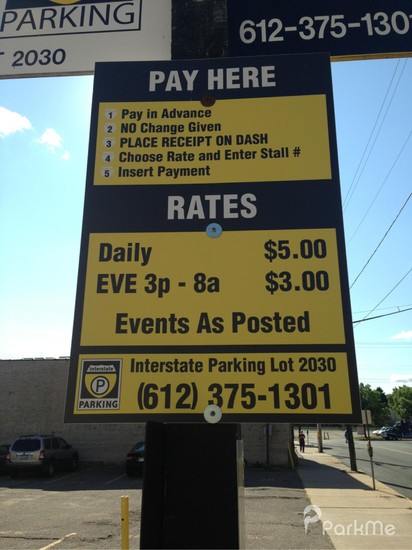 PARKING
T 2030
612-375-1301
PAY HERE
1 Pay in Advance
2 NO Change Given
3 PLACE RECEIPT ON DASH
4 Choose Rate and Enter Stall #
5 Insert Payment
RATES
Daily $5.00
EVE 3p - 8a $3.00
Events As Posted
Interstate
P
PARKING
Interstate Parking Lot 2030
(612) 375-1301
ParkMe